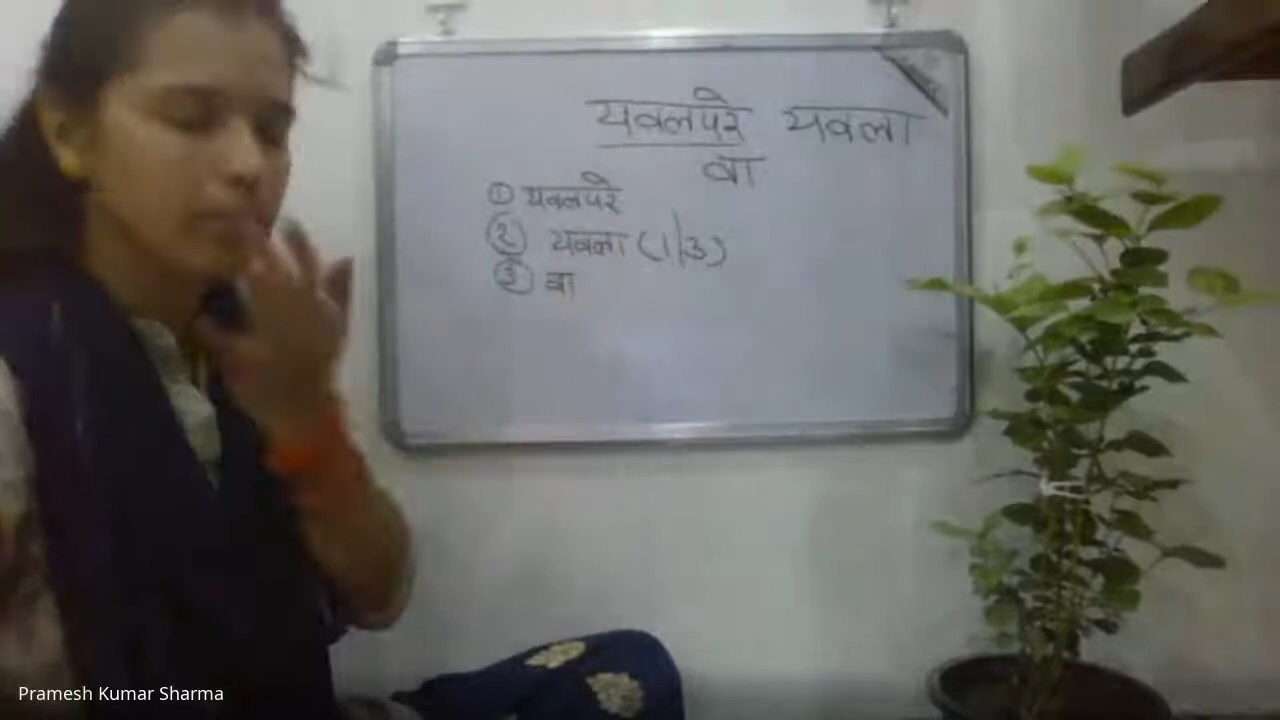 यवलपरे यवला
वा
① यवलपरे
② यवला (1/3)
③ वा
Pramesh Kumar Sharma